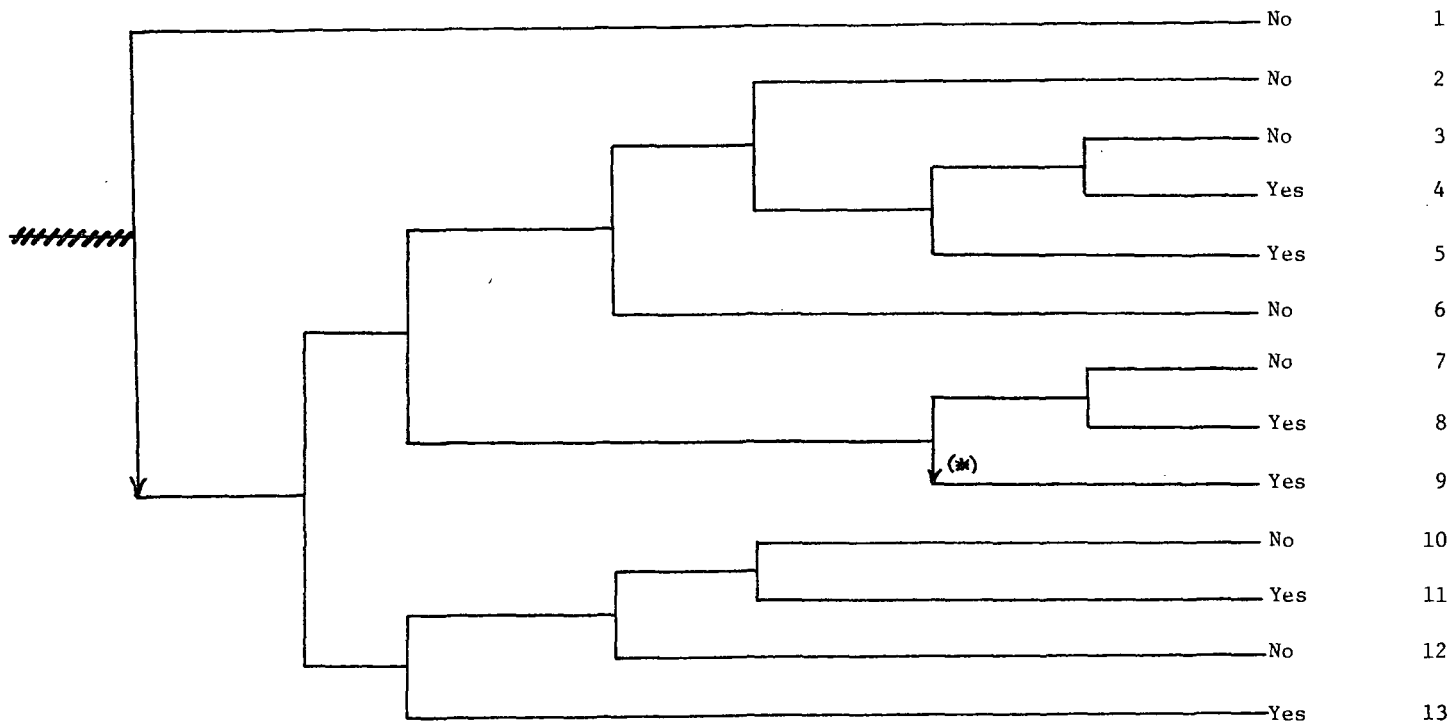 No 1
No 2
No 3
Yes 4
Yes 5
No 6
No 7
Yes 8
(*)
Yes 9
No 10
Yes 11
No 12
Yes 13